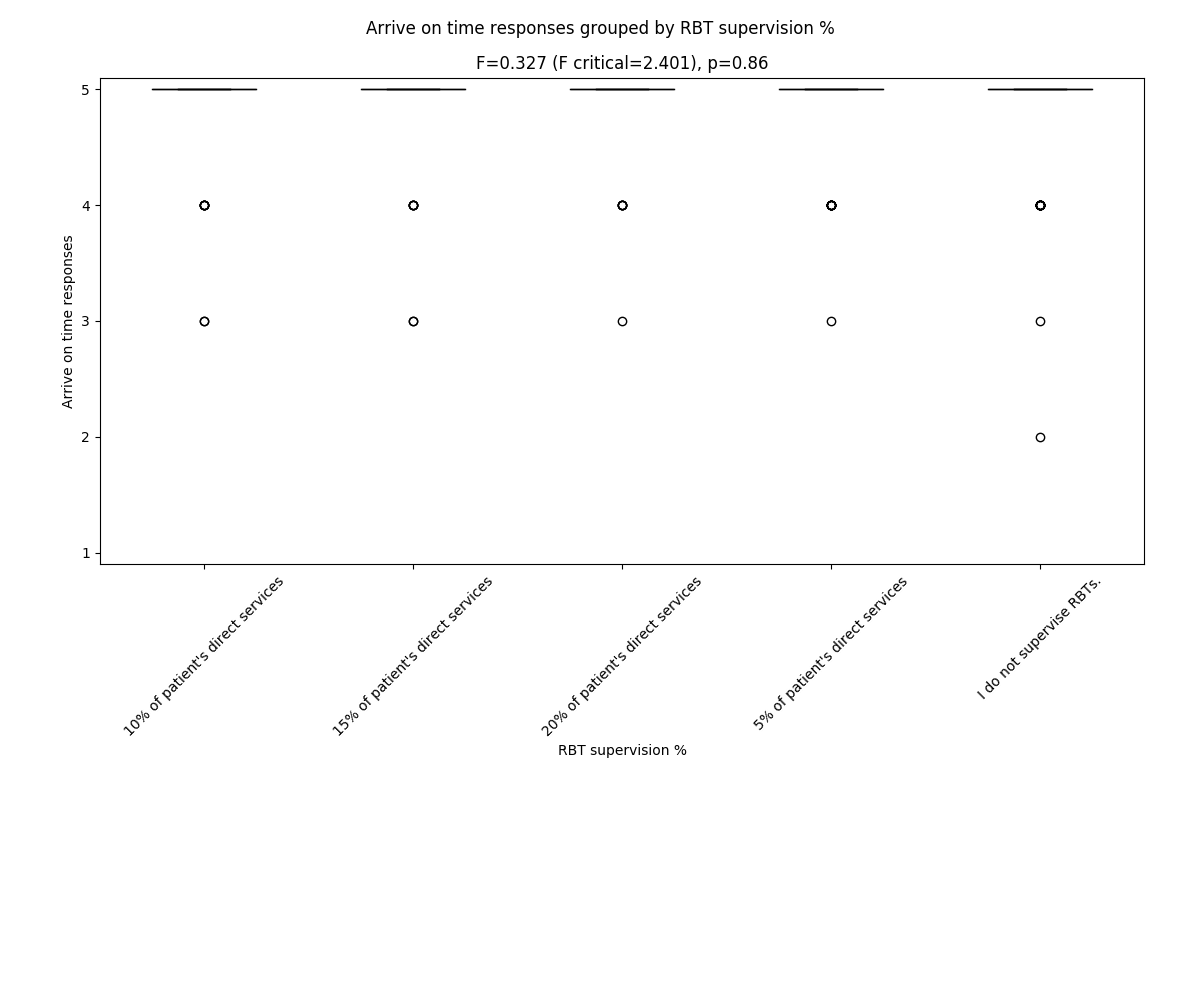 Arrive on time responses grouped by RBT supervision %
F=0.327 (F critical=2.401), p=0.86
5
4
3
2
1
Arrive on time responses
10% of patient's direct services
15% of patient's direct services
20% of patient's direct services
5% of patient's direct services
I do not supervise RBTs.
RBT supervision %